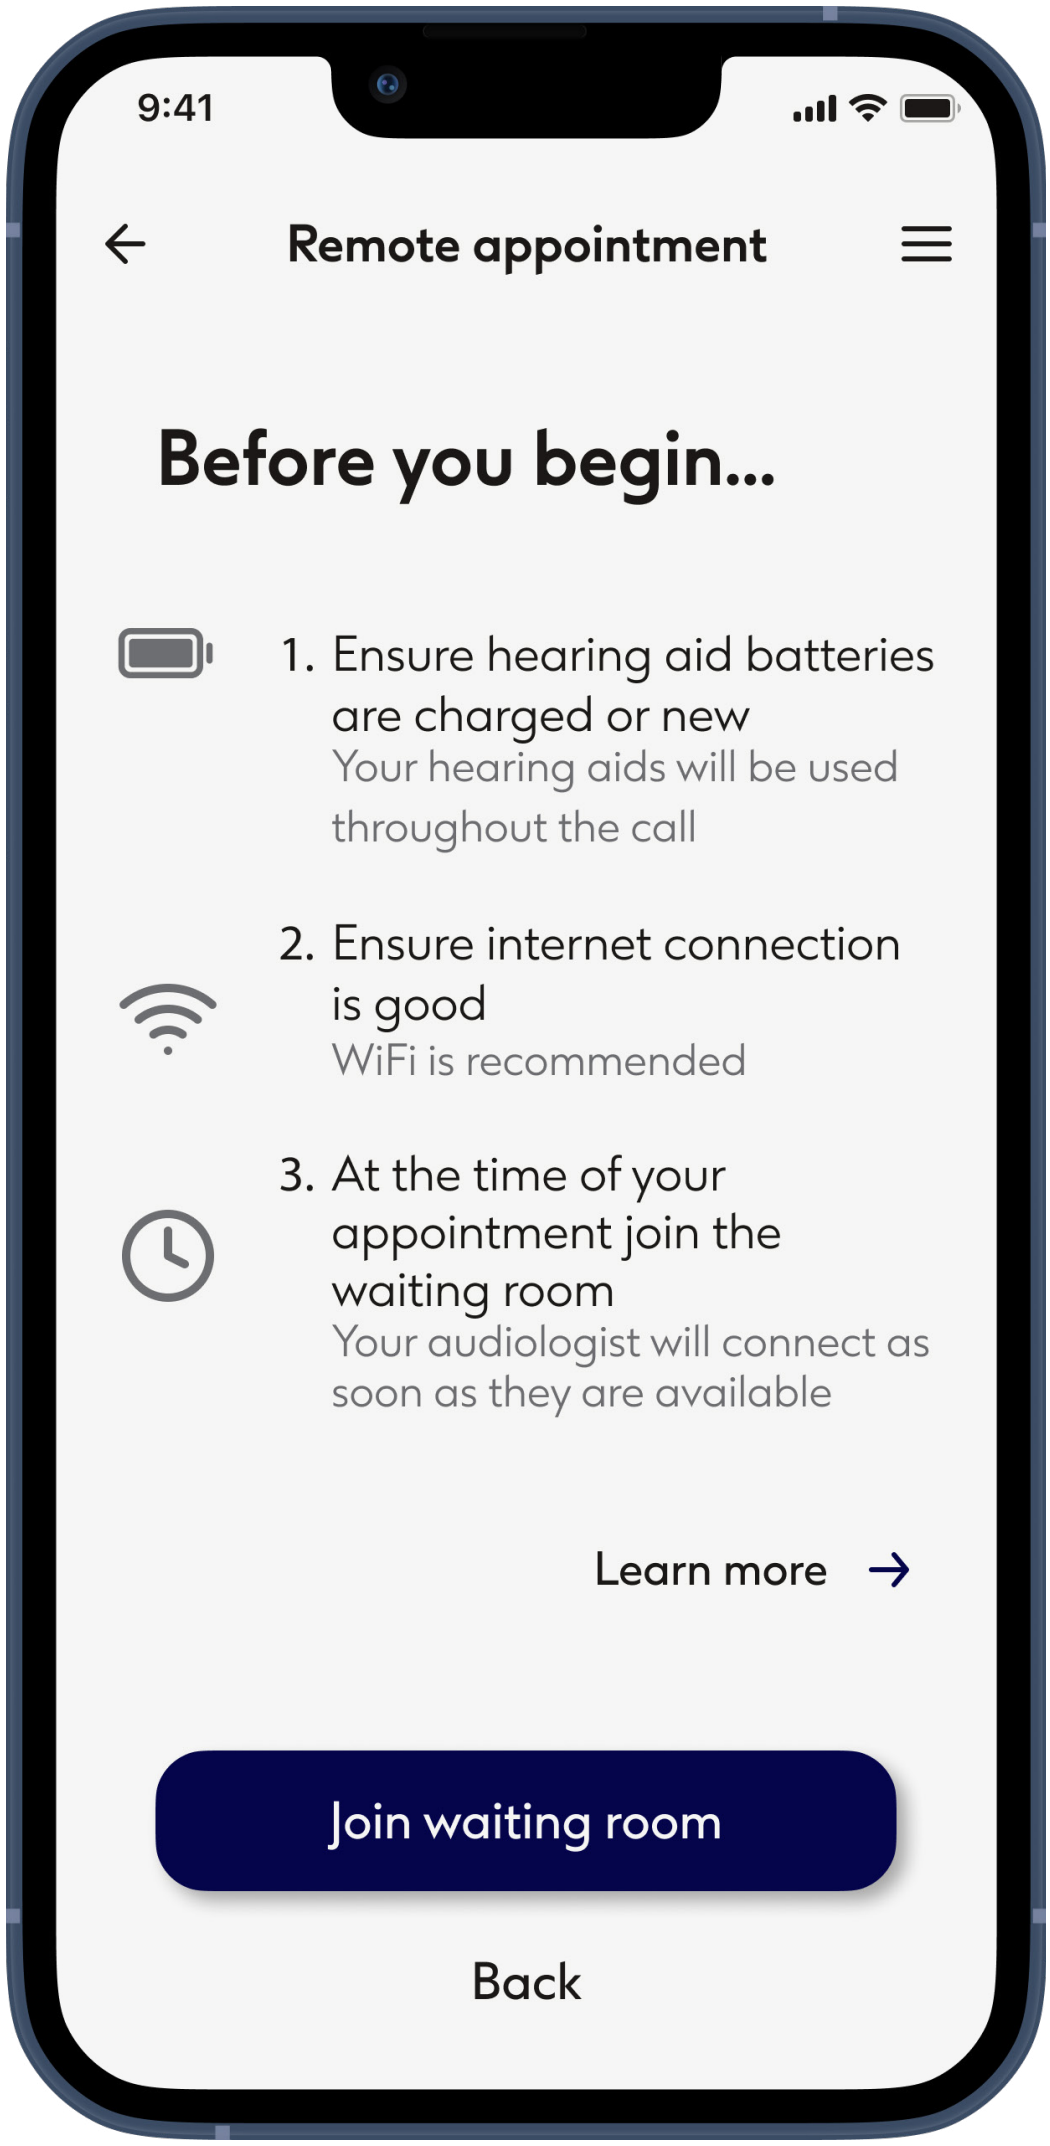 9:41
Remote appointment
Before you begin...
1. Ensure hearing aid batteries
are charged or new
Your hearing aids will be used
throughout the call
2. Ensure internet connection
is good
WiFi is recommended
3. At the time of your
appointment join the
waiting room
Your audiologist will connect as
soon as they are available
Learn more
Join waiting room
Back